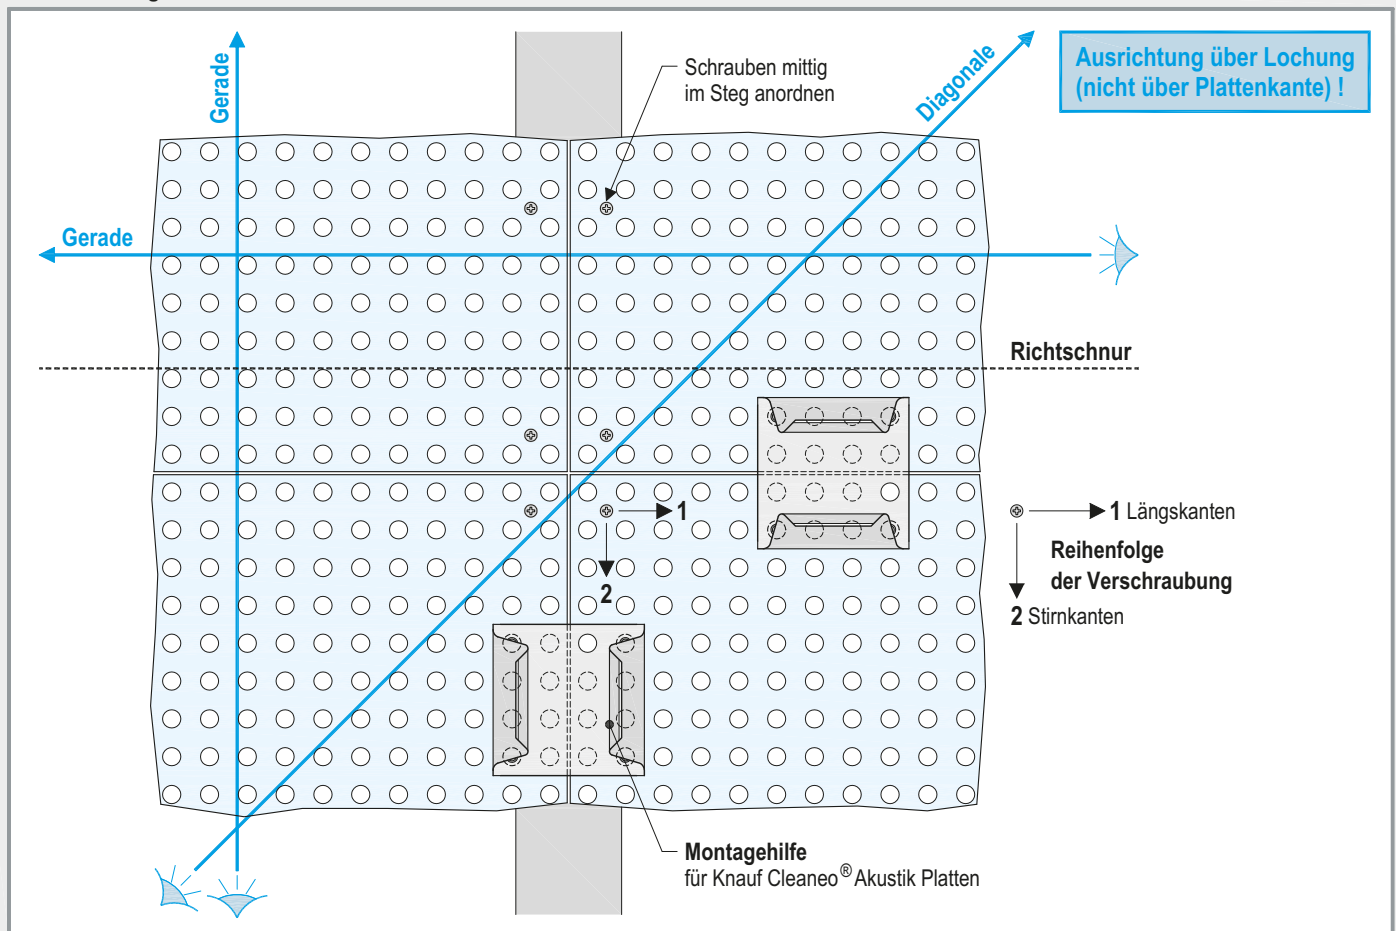 Gerade
Diagonale
Schrauben mittig
im Steg anordnen
Ausrichtung über Lochung
(nicht über Plattenkante) !
Gerade
Richtschnur
1
2
1 Längskanten
Reihenfolge
der Verschraubung
2 Stirnkanten
Montagehilfe
für Knauf Cleaneo® Akustik Platten